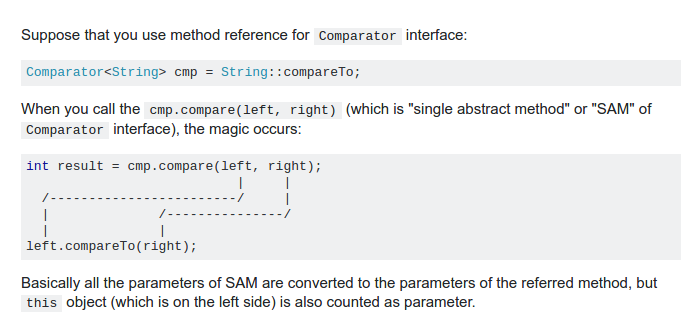 Suppose that you use method reference for Comparator interface:
Comparator<String> cmp = String::compareTo;
When you call the cmp.compare(left, right) (which is "single abstract method" or "SAM" of
Comparator interface), the magic occurs:
int result = cmp.compare(left, right);
                          |     |
  /-----------------------/     |
  |              /--------------/
  |              |
left.compareTo(right);
Basically all the parameters of SAM are converted to the parameters of the referred method, but
this object (which is on the left side) is also counted as parameter.